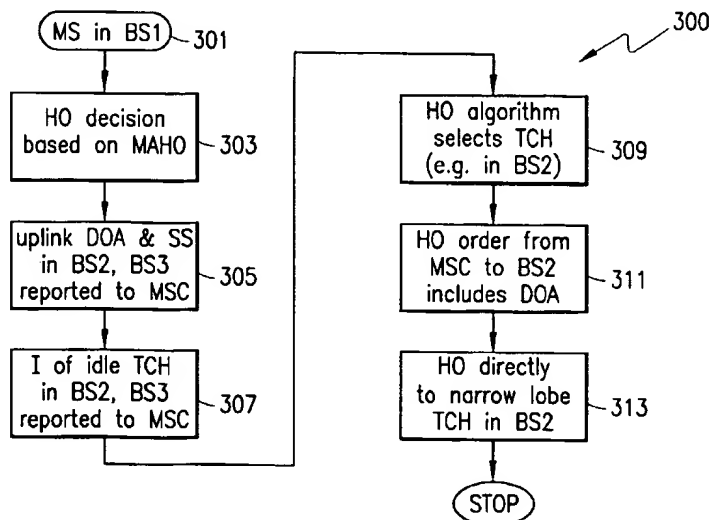 MS in BS1
301
HO decision
based on MAHO
303
uplink DOA & SS
in BS2, BS3
reported to MSC
305
I of idle TCH
in BS2, BS3
reported to MSC
307
300
HO algorithm
selects TCH
(e.g. in BS2)
309
HO order from
MSC to BS2
includes DOA
311
HO directly
to narrow lobe
TCH in BS2
313
STOP